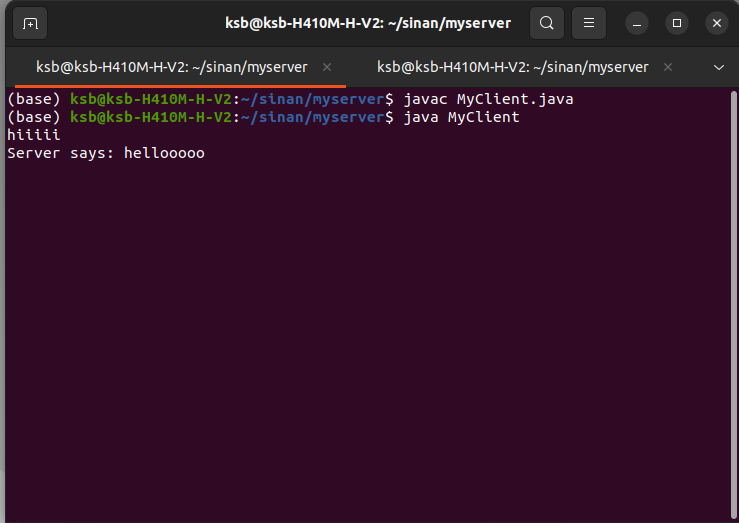 ksb@ksb-H410M-H-V2: ~/sinan/myserver
ksb@ksb-H410M-H-V2: ~/sinan/myserver
ksb@ksb-H410M-H-V2: ~/sinan/myserver
(base) ksb@ksb-H410M-H-V2:~/sinan/myserver$ javac MyClient.java
(base) ksb@ksb-H410M-H-V2:~/sinan/myserver$ java MyClient
hiiiii
Server says: hellooooo